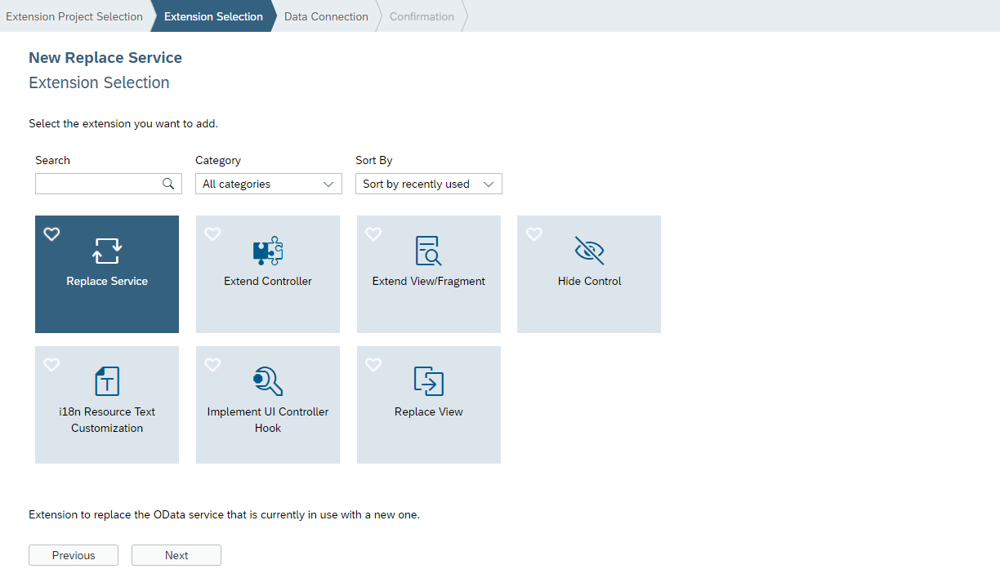 Extension Project Selection
Extension Selection
Data Connection
Confirmation
New Replace Service
Extension Selection
Select the extension you want to add.
Search
Category
Sort By
All categories
Sort by recently used
Replace Service
Extend Controller
Extend View/Fragment
Hide Control
T
i18n Resource Text
Customization
Implement UI Controller
Hook
Replace View
Extension to replace the OData service that is currently in use with a new one.
Previous
Next